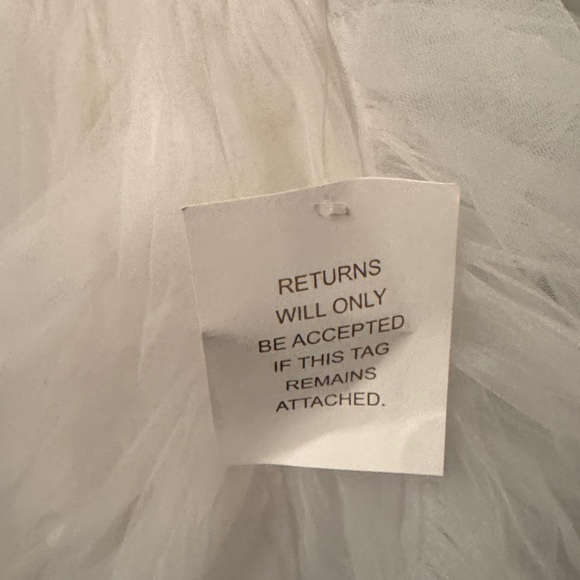 RETURNS
WILL ONLY
BE ACCEPTED
IF THIS TAG
REMAINS
ATTACHED.